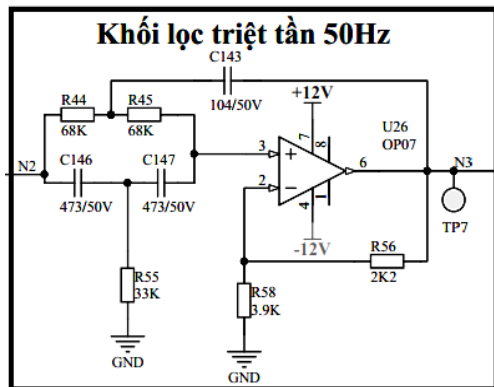 Khối lọc triệt tần 50Hz
C143
104/50V
+12V
R44
R45
68K
68K
U26
OP07
7
8
N2
C146
C147
3
6
N3
473/50V
473/50V
2
4
1
TP7
-12V
R56
2K2
R55
33K
R58
3.9K
GND
GND